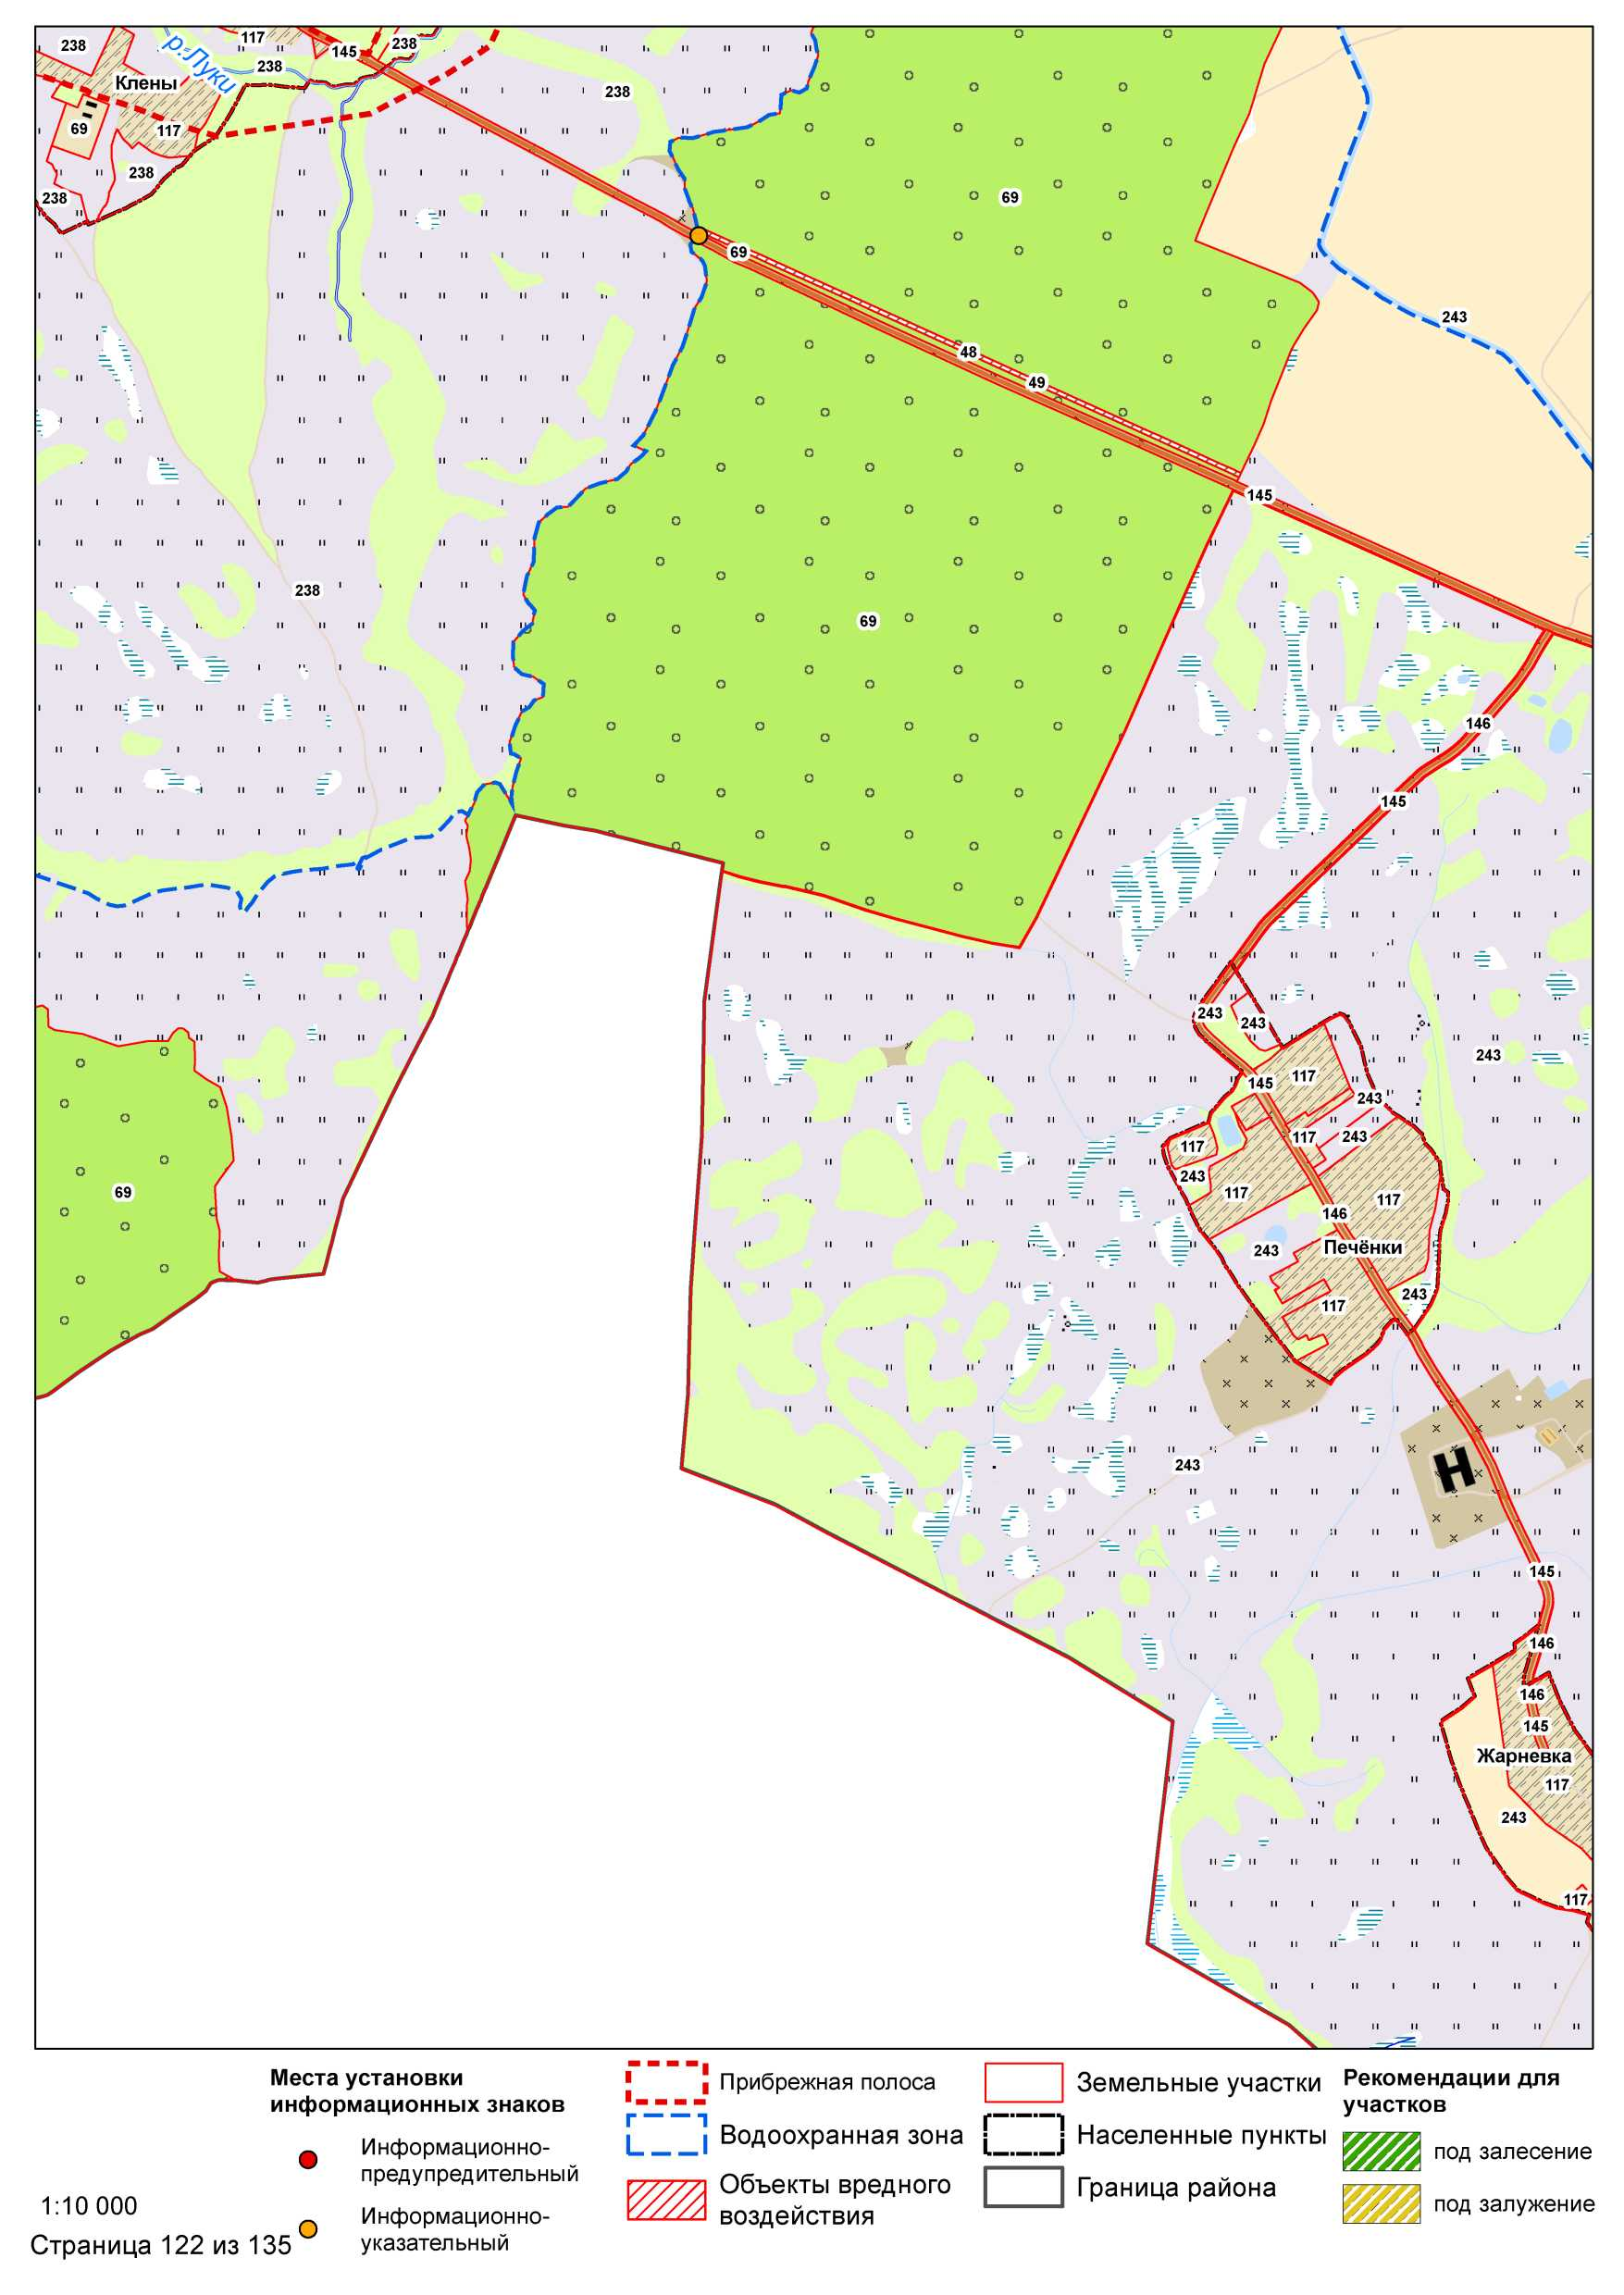 238
117
145
238
р. Луки
238
Клены
238
69
117
238
238
69
69
243
48
49
145
238
69
146
145
243
243
243
145
117
243
117
243
117
243
69
117
117
146
243
Печёнки
243
117
243
145
146
146
145
Жарневка
117
243
117
Места установки
информационных знаков
Информационно-
предупредительный
Информационно-
указательный
Прибрежная полоса
Водоохранная зона
Объекты вредного
воздействия
Земельные участки
Населенные пункты
Граница района
Рекомендации для
участков
под залесение
под залужение
1:10 000
Страница 122 из 135